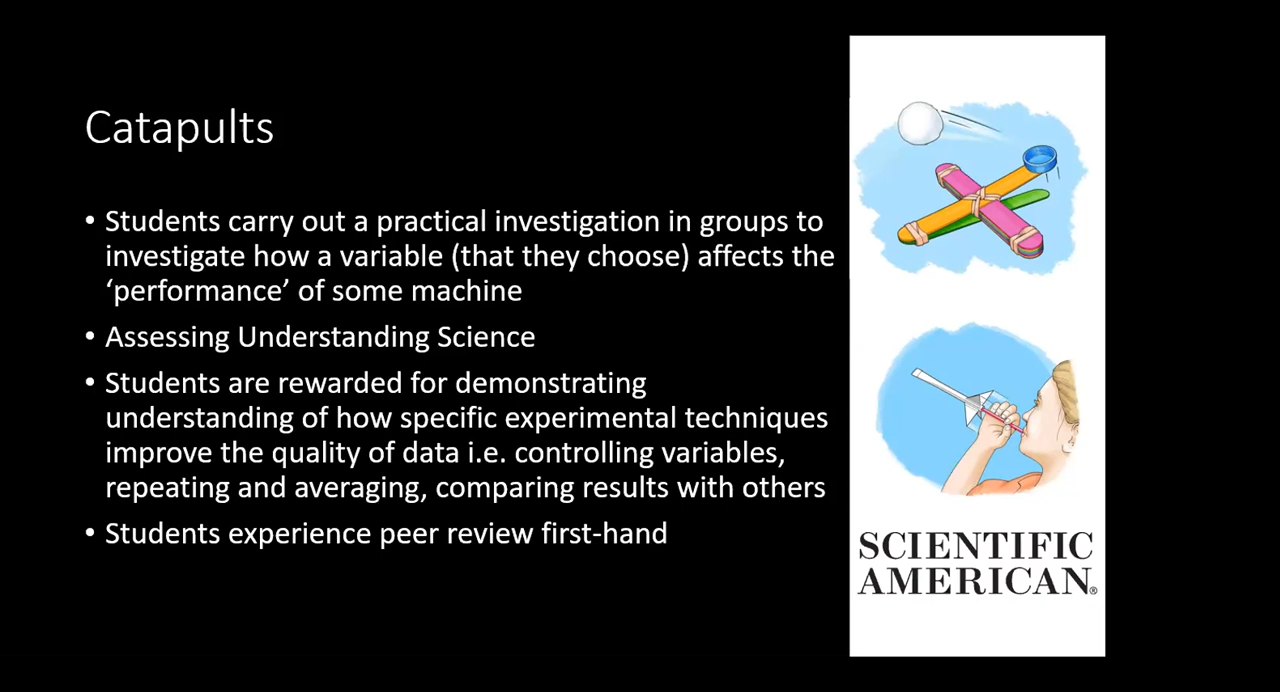 Catapults
• Students carry out a practical investigation in groups to
investigate how a variable (that they choose) affects the
‘performance’ of some machine
• Assessing Understanding Science
• Students are rewarded for demonstrating
understanding of how specific experimental techniques
improve the quality of data i.e. controlling variables,
repeating and averaging, comparing results with others
• Students experience peer review first-hand
SCIENTIFIC
AMERICAN®